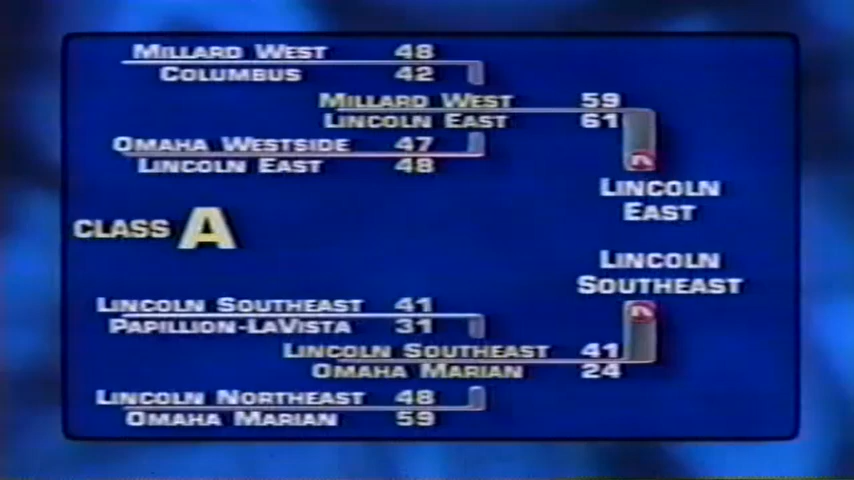 MILLARD WEST 48
COLUMBUS 42
MILLARD WEST 59
LINCOLN EAST 61
OMAHA WESTSIDE 47
LINCOLN EAST 48
LINCOLN
EAST
CLASS A
LINCOLN
SOUTHEAST
LINCOLN SOUTHEAST 41
PAPILLION-LAVISTA 31
LINCOLN SOUTHEAST 41
OMAHA MARIAN 24
LINCOLN NORTHEAST 48
OMAHA MARIAN 59